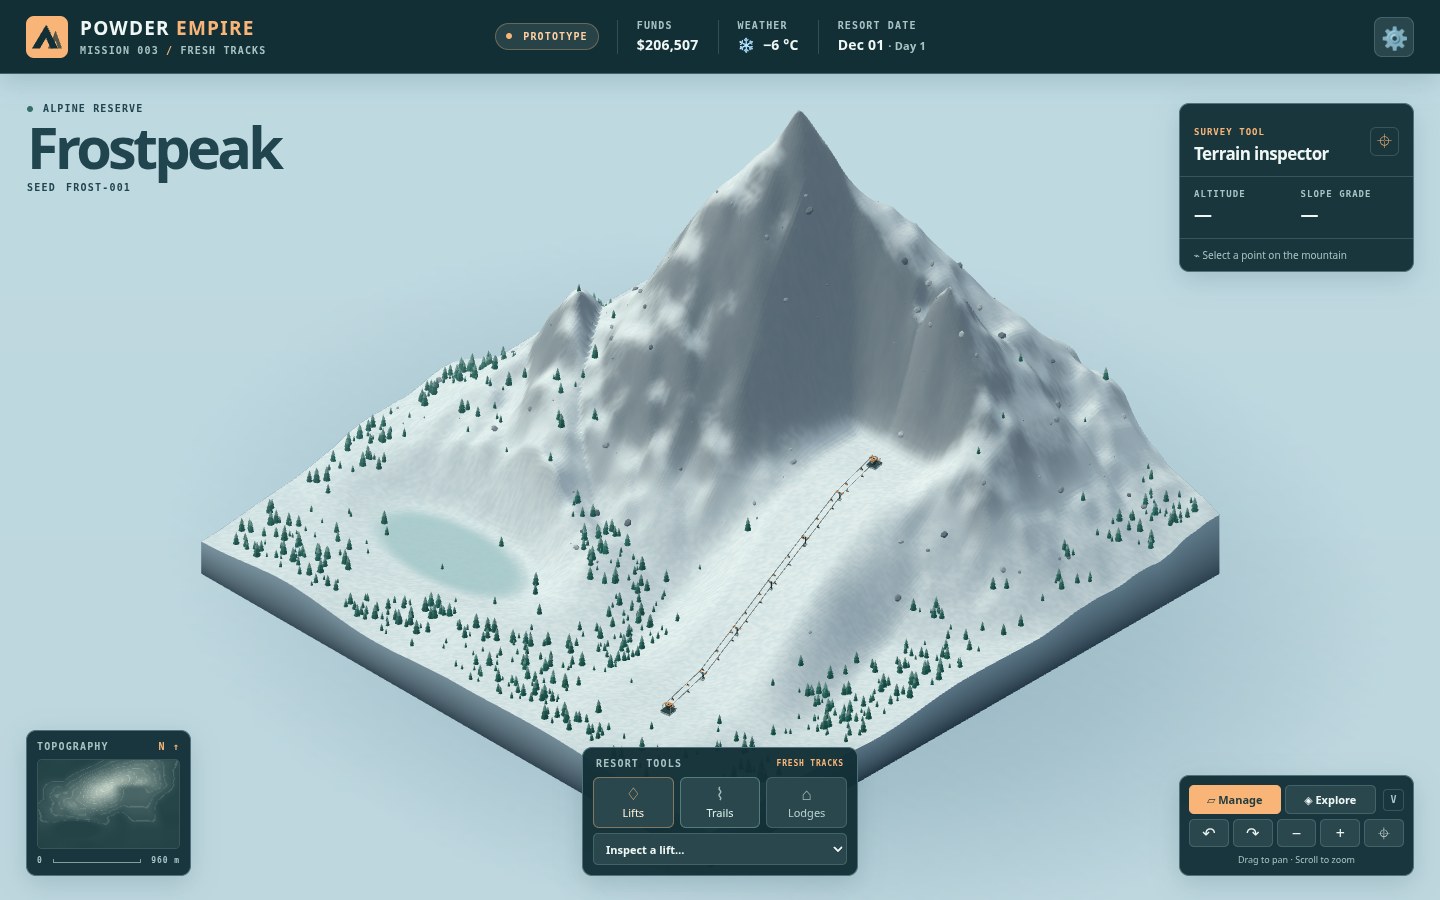 POWDER EMPIRE
MISSION 003 / FRESH TRACKS
PROTOTYPE
FUNDS
$206,507
WEATHER
−6 °C
RESORT DATE
Dec 01 · Day 1
ALPINE RESERVE
Frostpeak
SEED FROST-001
SURVEY TOOL
Terrain inspector
ALTITUDE
—
SLOPE GRADE
—
Select a point on the mountain
TOPOGRAPHY
N ↑
0
960 m
RESORT TOOLS
FRESH TRACKS
Lifts
Trails
Lodges
Inspect a lift...
Manage
Explore
V
Drag to pan · Scroll to zoom